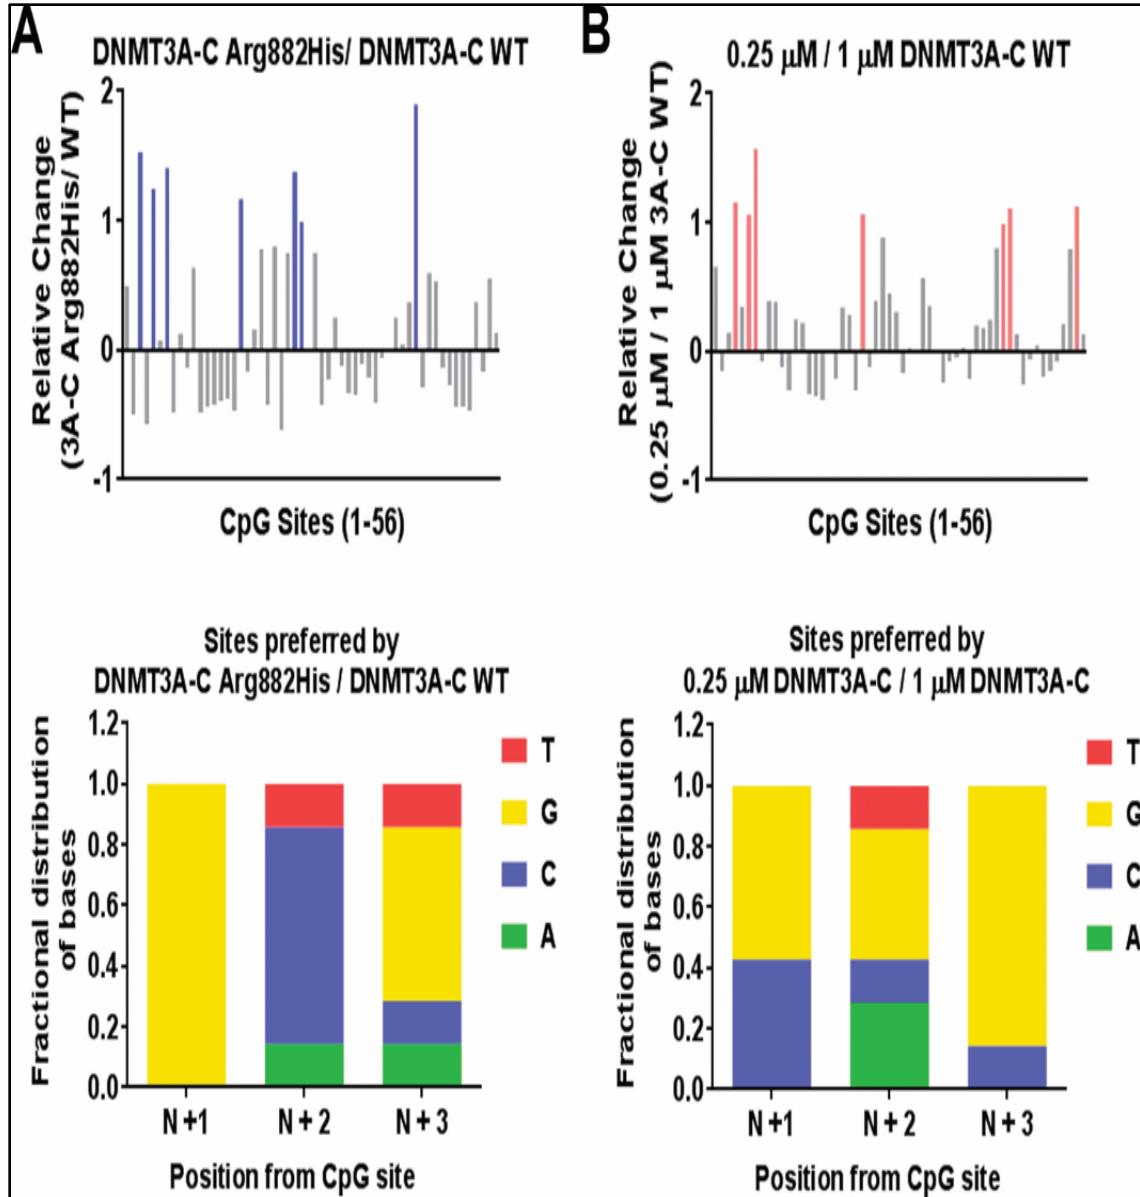 A
DNMT3A-C Arg882His/ DNMT3A-C WT
Relative Change
(3A-C Arg882His/ WT)
2
1
0
-1
CpG Sites (1-56)
B
0.25 µM / 1 µM DNMT3A-C WT
Relative Change
(0.25 µM / 1 µM 3A-C WT)
2
1
0
-1
CpG Sites (1-56)
Sites preferred by
DNMT3A-C Arg882His / DNMT3A-C WT
Fractional distribution
of bases
1.2
1.0
0.8
0.6
0.4
0.2
0.0
N +1
N + 2
N + 3
Position from CpG site
T
G
C
A
Sites preferred by
0.25 µM DNMT3A-C / 1 µM DNMT3A-C
Fractional distribution
of bases
1.2
1.0
0.8
0.6
0.4
0.2
0.0
N +1
N + 2
N + 3
Position from CpG site
T
G
C
A